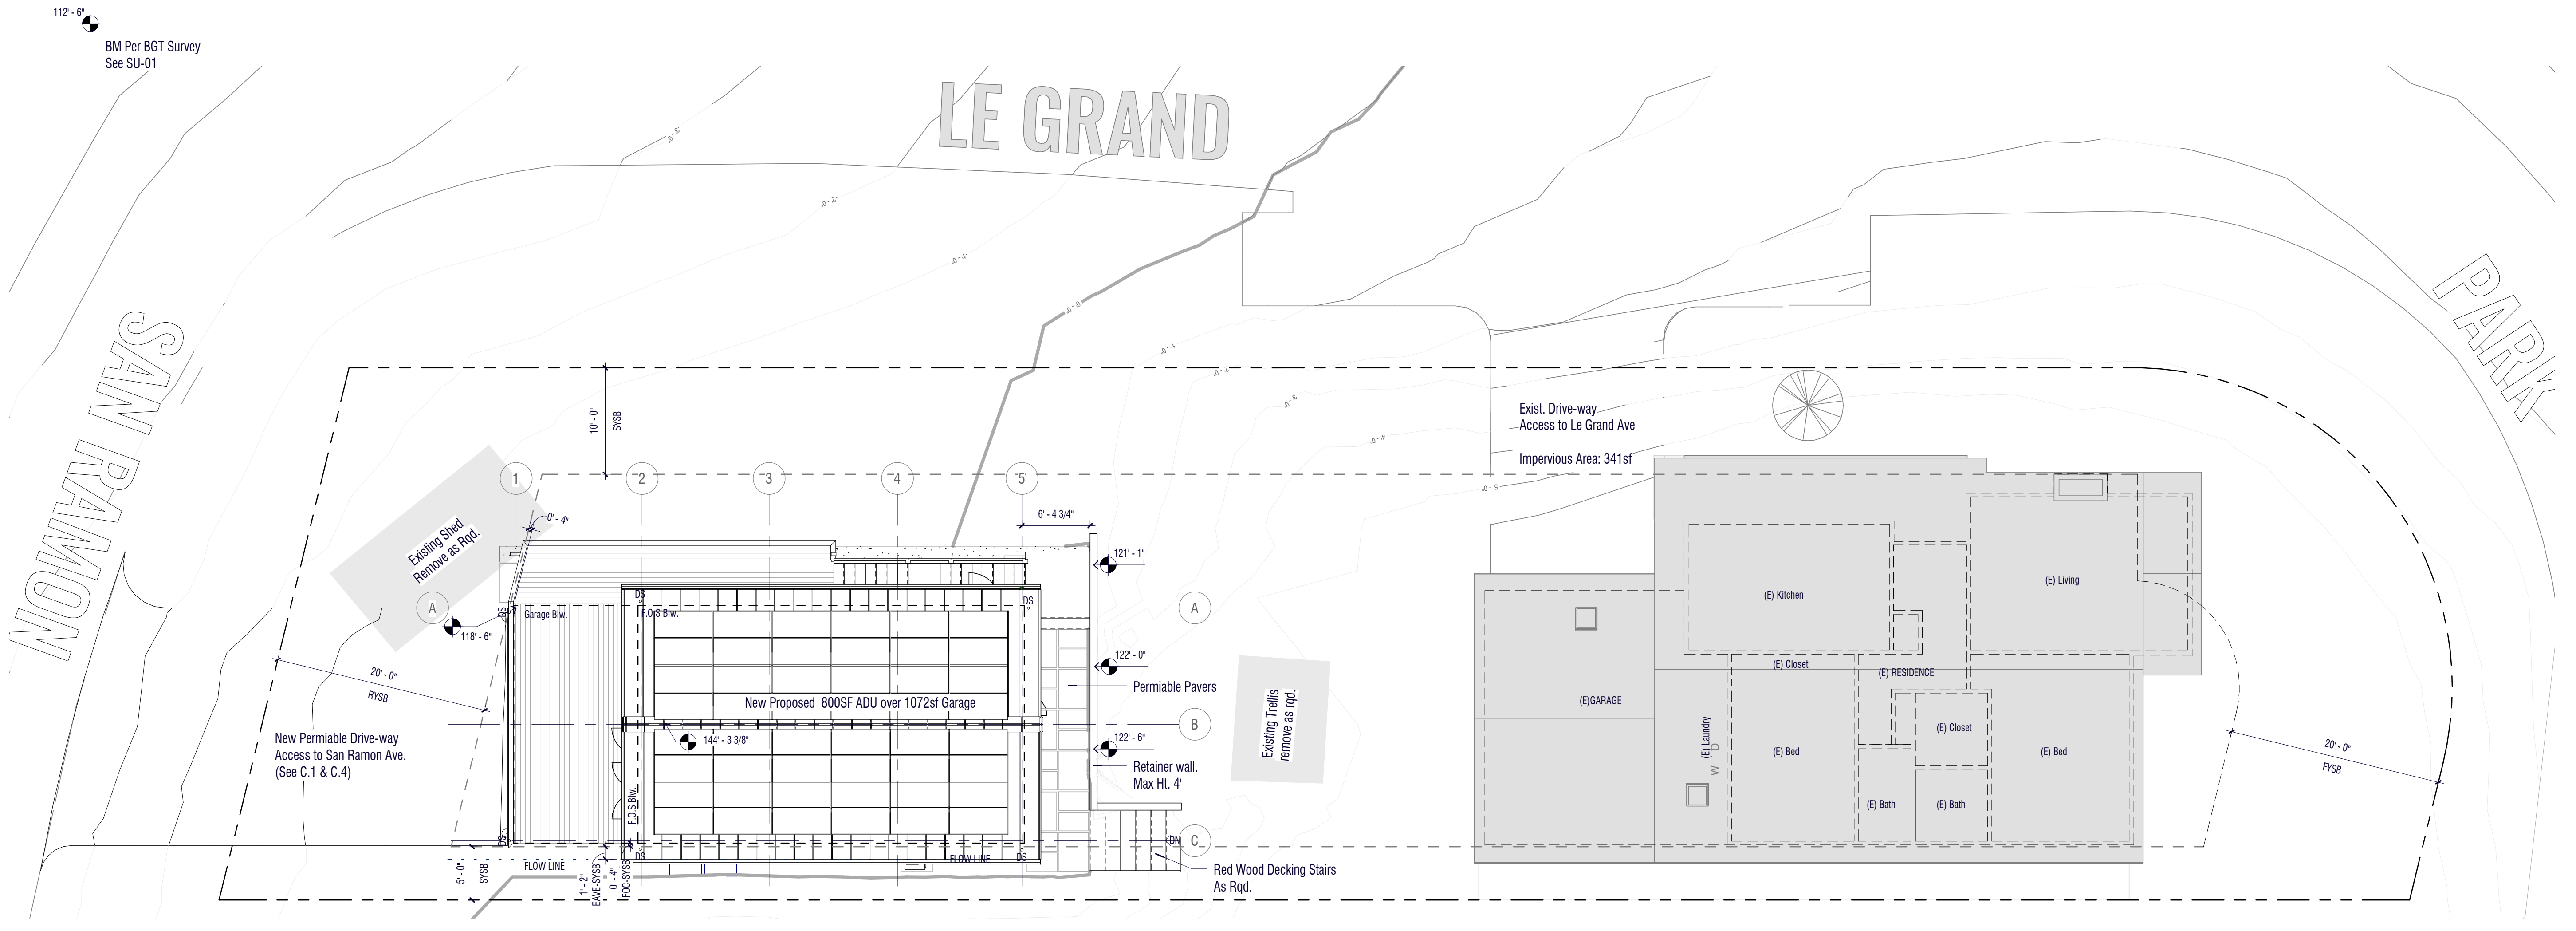 112' - 6"
BM Per BGT Survey
See SU-01
LE GRAND
PARK
SAN RAMON
10' - 0"
SYSB
Exist. Drive-way
Access to Le Grand Ave
Impervious Area: 341sf
1
2
3
4
5
6' - 4 3/4"
0' - 4"
Existing Shed
Remove as Rqd.
121' - 1"
A
A
DS
DS
DS
Garage Blw.
F.O.S Blw.
118' - 6"
20' - 0"
RYSB
122' - 0"
Permiable Pavers
New Proposed 800SF ADU over 1072sf Garage
B
144' - 3 3/8"
122' - 6"
Retainer wall.
Max Ht. 4'
Existing Trellis
remove as rqd.
New Permiable Drive-way
Access to San Ramon Ave.
(See C.1 & C.4)
F.O.S Blw.
DS
DS
DS
C
DN
FLOW LINE
FLOW LINE
5' - 0"
SYSB
1' - 2"
EAVE-SYSB
0' - 4"
FOC-SYSB
Red Wood Decking Stairs
As Rqd.
(E) Kitchen
(E) Living
(E) Closet
(E) RESIDENCE
(E)GARAGE
(E) Laundry
W
D
(E) Bed
(E) Closet
(E) Bed
(E) Bath
(E) Bath
20' - 0"
FYSB